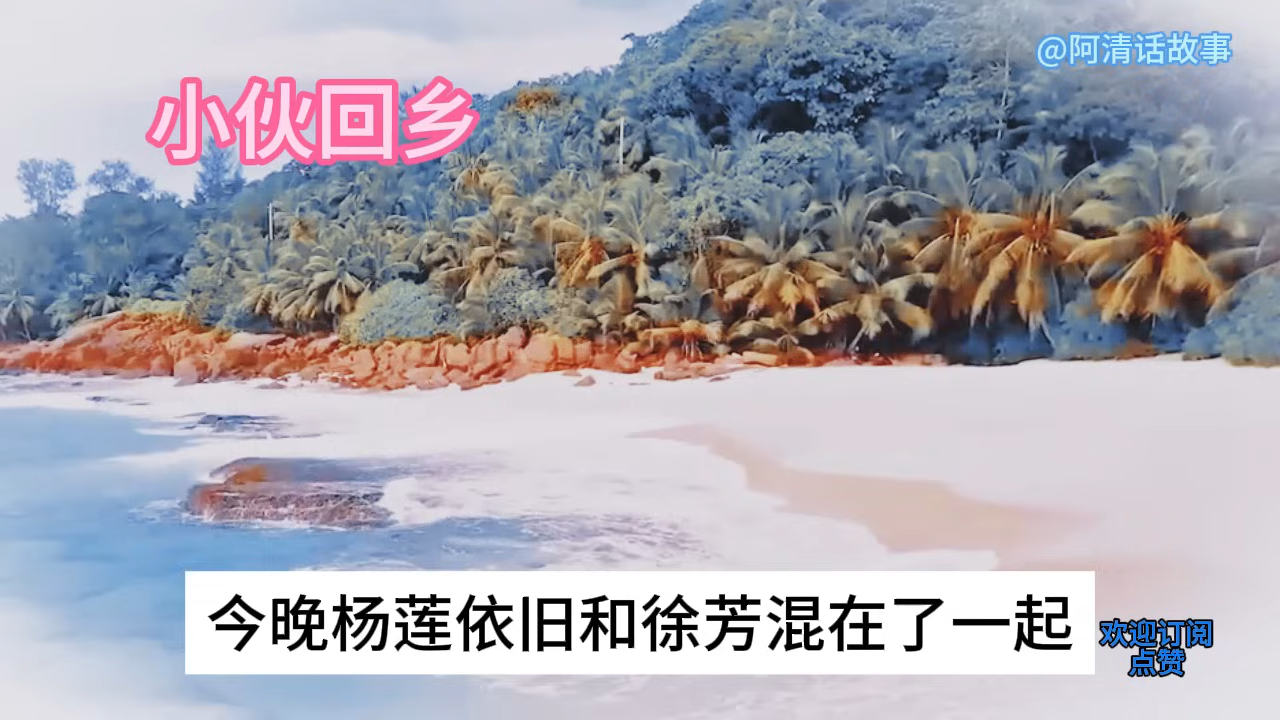 @阿清话故事
小伙回乡
今晚杨莲依旧和徐芳混在了一起
欢迎订阅
点赞